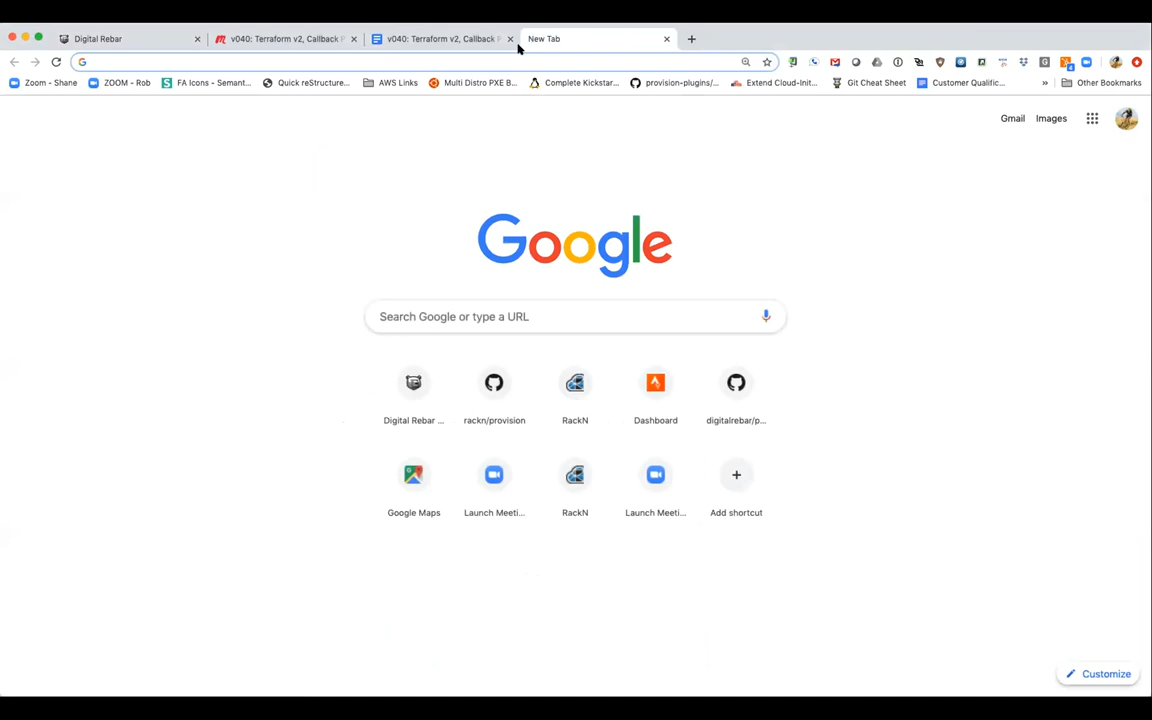 Digital Rebar
v040: Terraform v2, Callback P
v040: Terraform v2, Callback P
New Tab
Zoom - Shane
ZOOM - Rob
FA Icons - Semant...
Quick reStructure...
AWS Links
Multi Distro PXE B...
Complete Kickstar...
provision-plugins/...
Extend Cloud-Init...
Git Cheat Sheet
Customer Qualific...
»
Other Bookmarks
Gmail
Images
Google
Search Google or type a URL
Digital Rebar ...
rackn/provision
RackN
Dashboard
digitalrebar/p...
Google Maps
Launch Meeti...
RackN
Launch Meeti...
Add shortcut
Customize